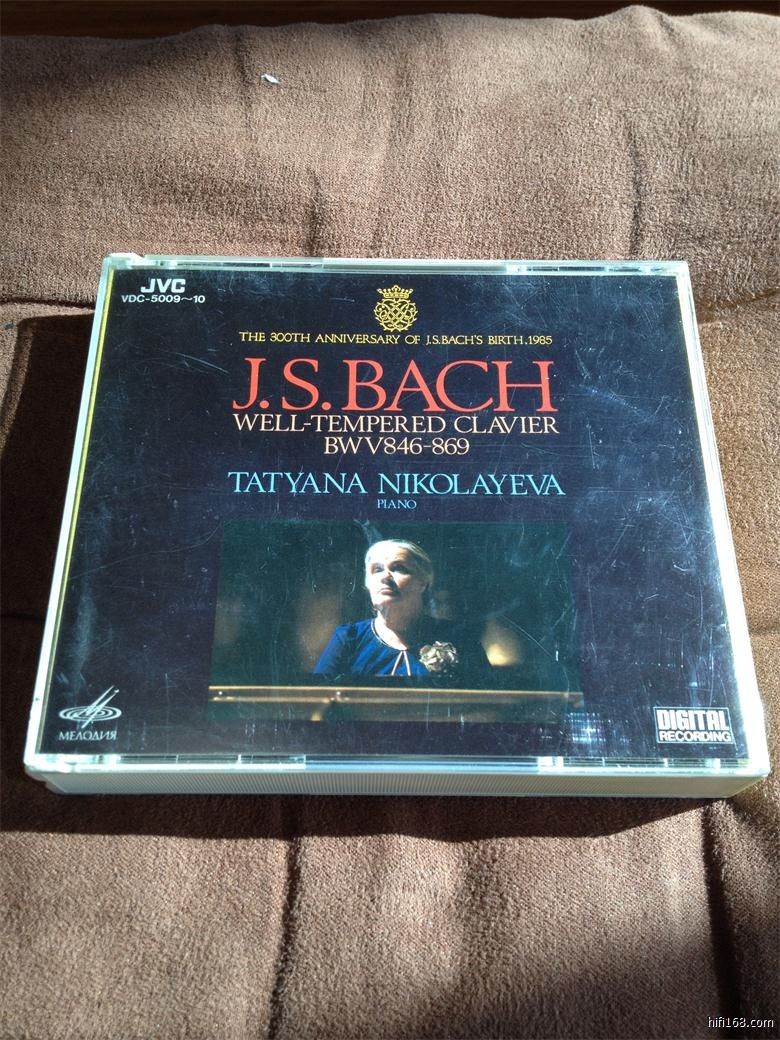 JVC
VDC-5009~10
THE 300TH ANNIVERSARY OF J.S.BACH'S BIRTH.1985
J.S.BACH
WELL-TEMPERED CLAVIER
BWV846-869
TATYANA NIKOLAYEVA
PIANO
МЕЛОДИЯ
DIGITAL
RECORDING
hifi168.com